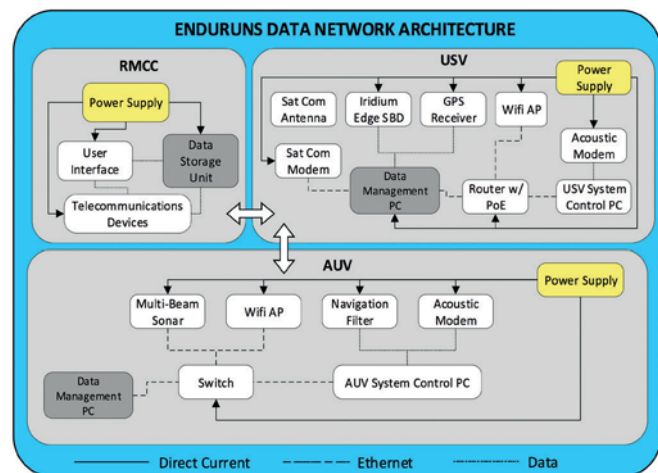 ENDURUNS DATA NETWORK ARCHITECTURE
RMCC
Power Supply
User
Interface
Data
Storage
Unit
Telecommunications
Devices
USV
Power
Supply
Sat Com
Antenna
Iridium
Edge SBD
GPS
Receiver
Wifi AP
Acoustic
Modem
Sat Com
Modem
Data
Management
PC
Router w/
PoE
USV System
Control PC
AUV
Power Supply
Multi-Beam
Sonar
Wifi AP
Navigation
Filter
Acoustic
Modem
Data
Management
PC
Switch
AUV System Control PC
Direct Current
Ethernet
Data